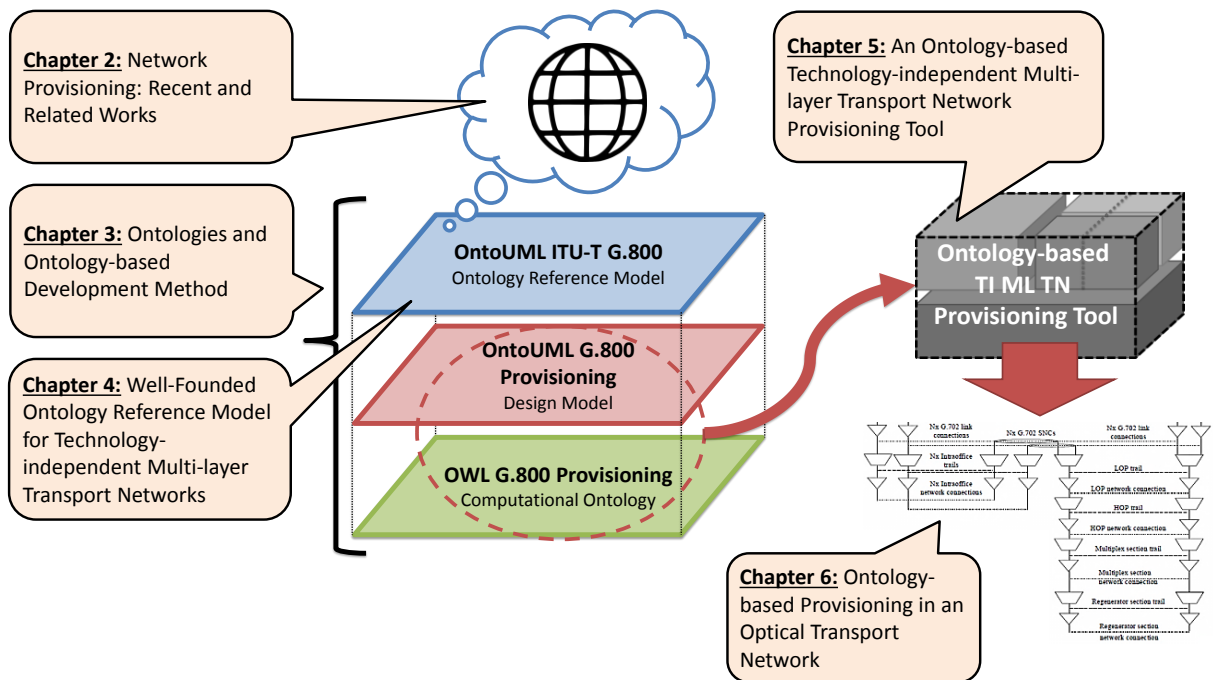 Chapter 2: Network
Provisioning: Recent and
Related Works
Chapter 5: An Ontology-based
Technology-independent Multi-
layer Transport Network
Provisioning Tool
Chapter 3: Ontologies and
Ontology-based
Development Method
OntoUML ITU-T G.800
Ontology Reference Model
Ontology-based
TI ML TN
Provisioning Tool
OntoUML G.800
Provisioning
Design Model
Chapter 4: Well-Founded
Ontology Reference Model
for Technology-
independent Multi-layer
Transport Networks
OWL G.800 Provisioning
Computational Ontology
Nx G.702 link
connections
Nx G.702 SNCs
Nx G.702 link
connections
Nx Intraoffice
trails
Nx Intraoffice
network connections
LOP trail
LOP network connection
HOP trail
HOP network connection
Multiplex section trail
Multiplex section
network connection
Regenerator section trail
Regenerator section
network connection
Chapter 6: Ontology-
based Provisioning in an
Optical Transport
Network